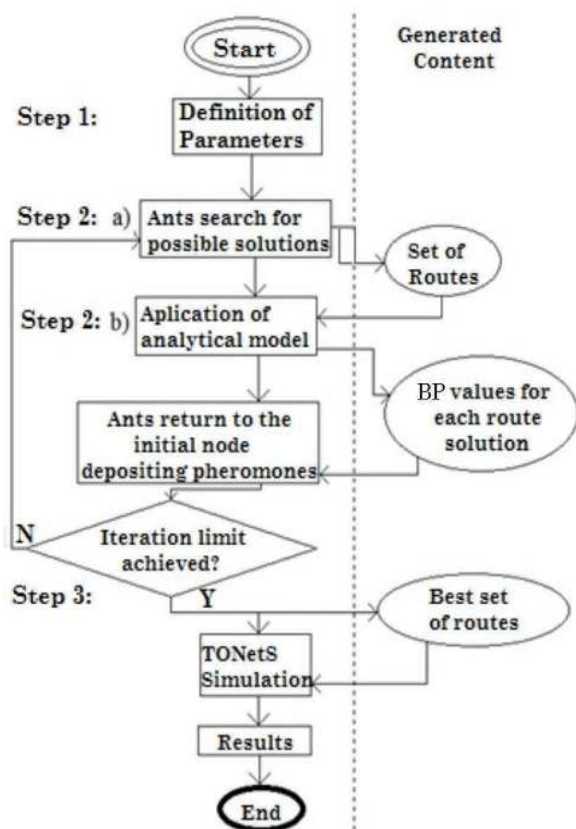 Start
Generated
Content
Step 1:
Definition of
Parameters
Step 2: a)
Ants search for
possible solutions
Set of
Routes
Step 2: b)
Aplication of
analytical model
BP values for
each route
solution
Ants return to the
initial node
depositing pheromones
N
Iteration limit
achieved?
Step 3:
Y
Best set
of routes
TONetS
Simulation
Results
End